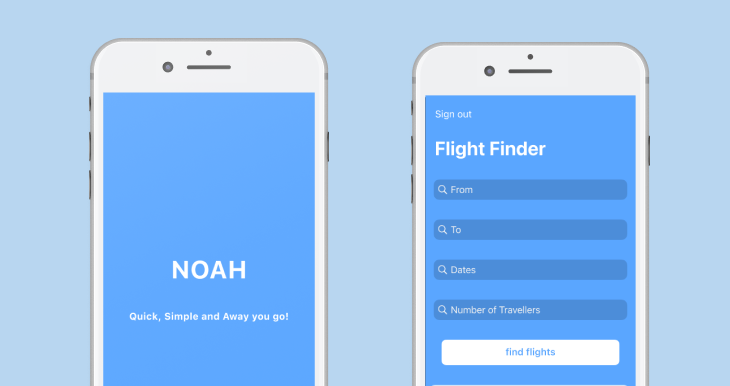 NOAH
Quick, Simple and Away you go!
Sign out
Flight Finder
From
To
Dates
Number of Travellers
find flights